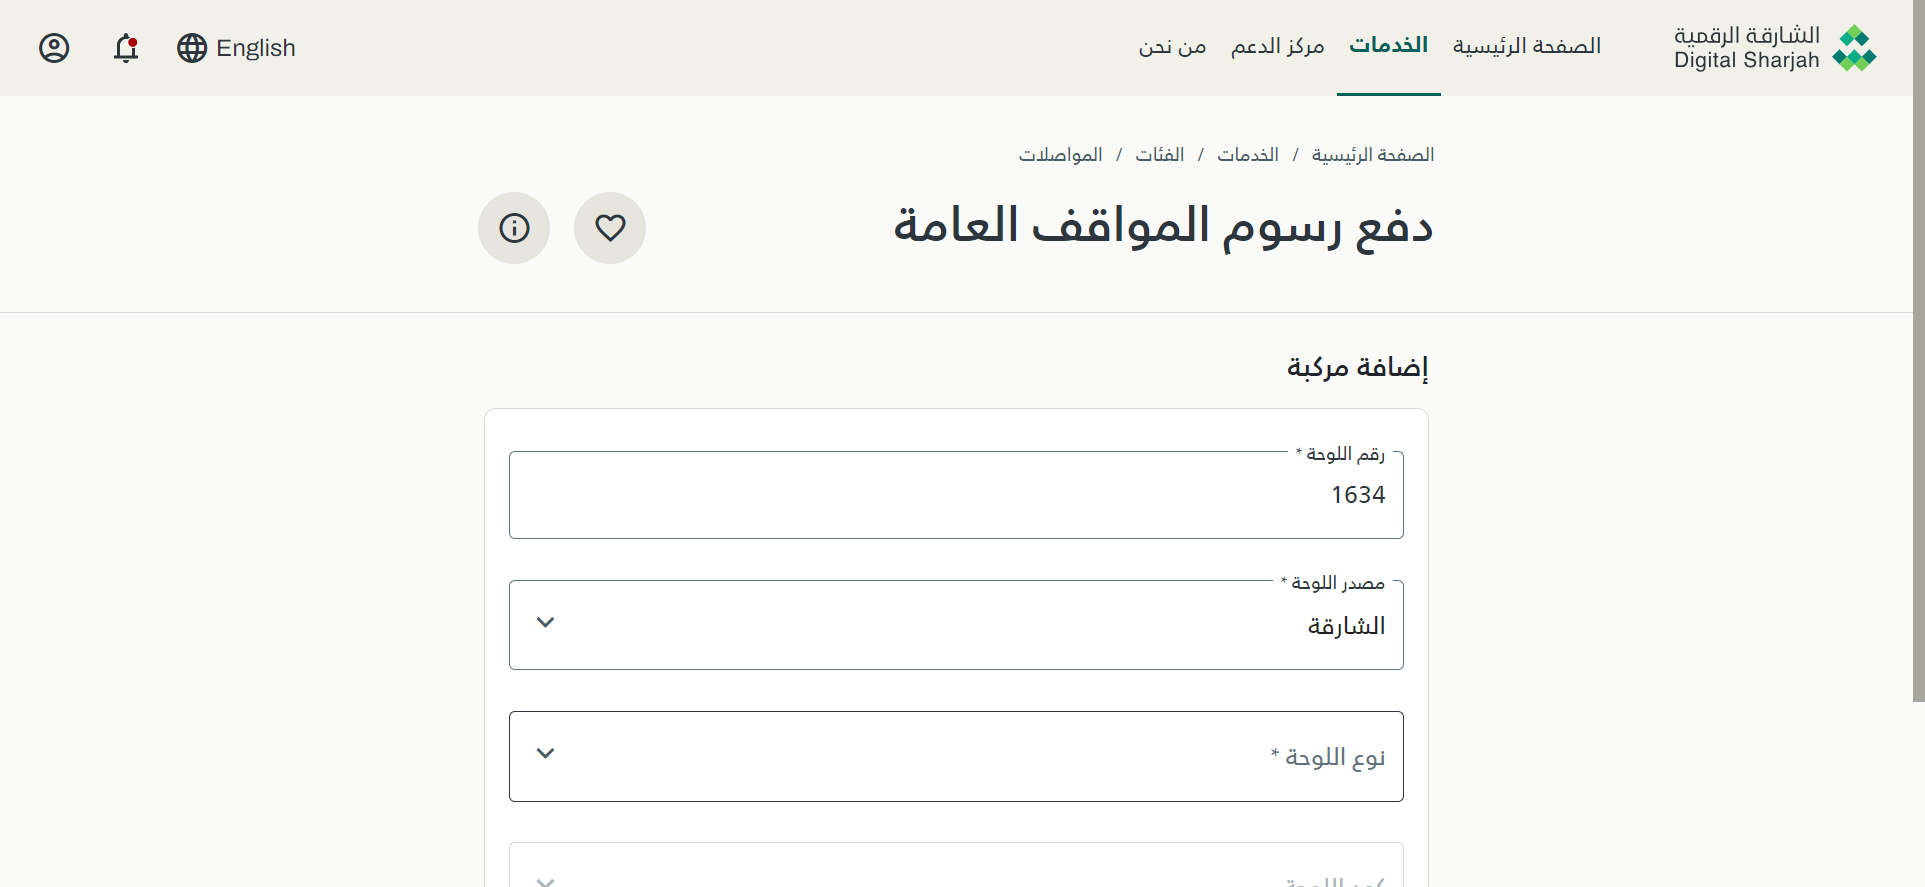 الشارقة الرقمية
Digital Sharjah
الصفحة الرئيسية
الخدمات
مركز الدعم
من نحن
English
الصفحة الرئيسية / الخدمات / الفئات / المواصلات
دفع رسوم المواقف العامة
إضافة مركبة
رقم اللوحة *
1634
مصدر اللوحة *
الشارقة
نوع اللوحة *